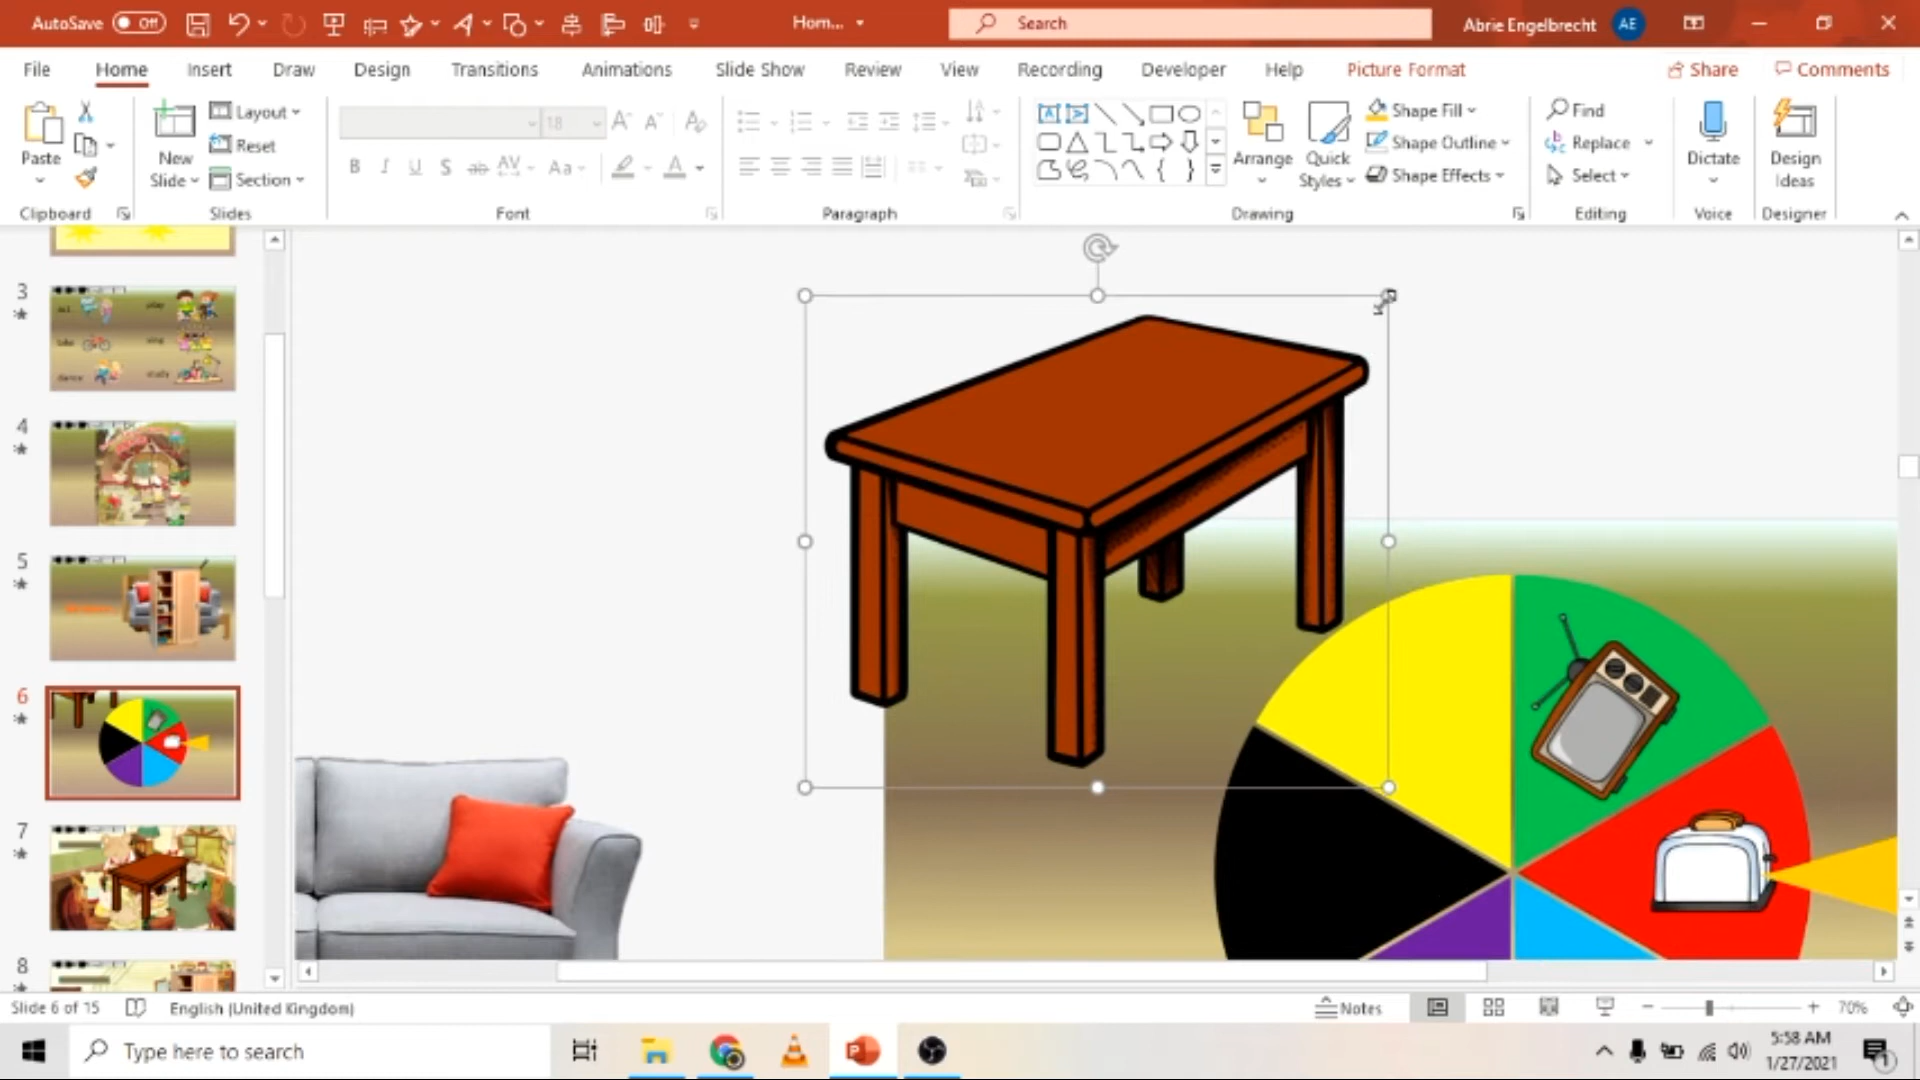 AutoSave Off Hom... Search Abrie Engelbrecht AE
File Home Insert Draw Design Transitions Animations Slide Show Review View Recording Developer Help Picture Format Share Comments
Paste New Slide Layout Reset Section 18 B I U S ab AV Aa A Arrange Quick Styles Shape Fill Shape Outline Shape Effects Find Replace Select Dictate Design Ideas
Clipboard Slides Font Paragraph Drawing Editing Voice Designer
3
4
5
6
7
8
Slide 6 of 15 English (United Kingdom) Notes 70%
Type here to search 5:58 AM
1/27/2021